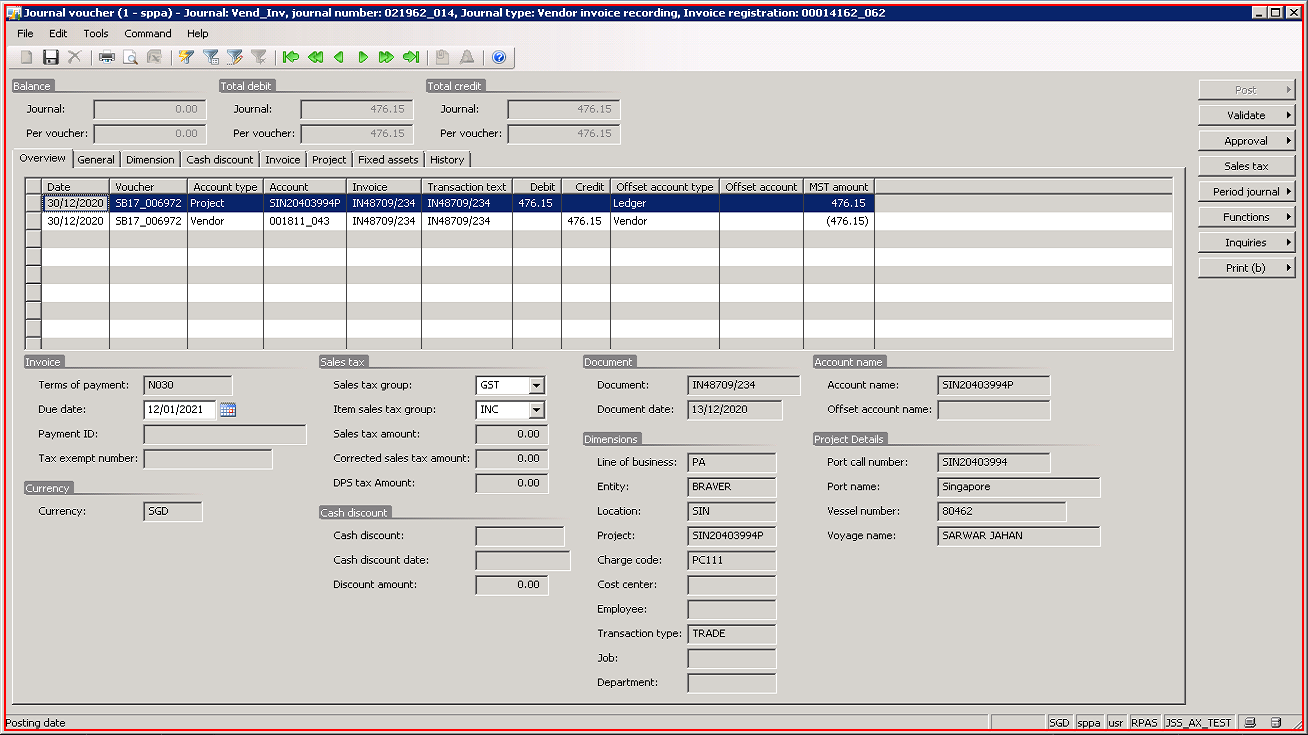 Journal voucher (1 - sppa) - Journal: Vend_Inv, journal number: 021962_014, Journal type: Vendor invoice recording, Invoice registration: 00014162_062
File Edit Tools Command Help
Balance Total debit Total credit
Journal: 0.00 Journal: 476.15 Journal: 476.15
Per voucher: 0.00 Per voucher: 476.15 Per voucher: 476.15
Post
Validate
Approval
Sales tax
Period journal
Functions
Inquiries
Print (b)
Overview General Dimension Cash discount Invoice Project Fixed assets History
Date Voucher Account type Account Invoice Transaction text Debit Credit Offset account type Offset account MST amount
30/12/2020 SB17_006972 Project SIN20403994P IN48709/234 IN48709/234 476.15 Ledger 476.15
30/12/2020 SB17_006972 Vendor 001811_043 IN48709/234 IN48709/234 476.15 Vendor (476.15)
Invoice
Terms of payment: N030
Due date: 12/01/2021
Payment ID:
Tax exempt number:
Currency
Currency: SGD
Sales tax
Sales tax group: GST
Item sales tax group: INC
Sales tax amount: 0.00
Corrected sales tax amount: 0.00
DPS tax Amount: 0.00
Cash discount
Cash discount:
Cash discount date:
Discount amount: 0.00
Document
Document: IN48709/234
Document date: 13/12/2020
Dimensions
Line of business: PA
Entity: BRAVER
Location: SIN
Project: SIN20403994P
Charge code: PC111
Cost center:
Employee:
Transaction type: TRADE
Job:
Department:
Account name
Account name: SIN20403994P
Offset account name:
Project Details
Port call number: SIN20403994
Port name: Singapore
Vessel number: 80462
Voyage name: SARWAR JAHAN
Posting date SGD sppa usr RPAS JSS_AX_TEST